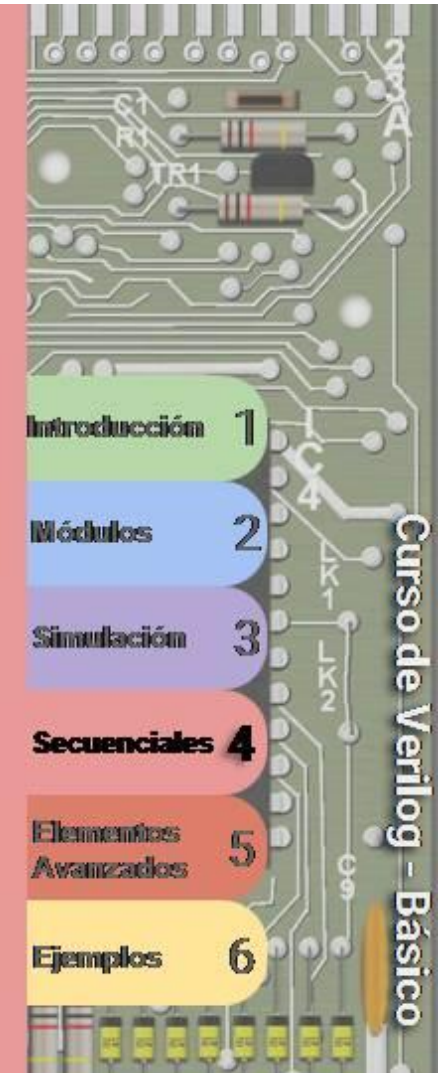 23A
C1
R1
TR1
Introducción 1
IC4
Módulos 2
LK1
Simulación 3
LK2
Secuenciales 4
Elementos
Avanzados 5
C9
Ejemplos 6
Curso de Verilog - Básico